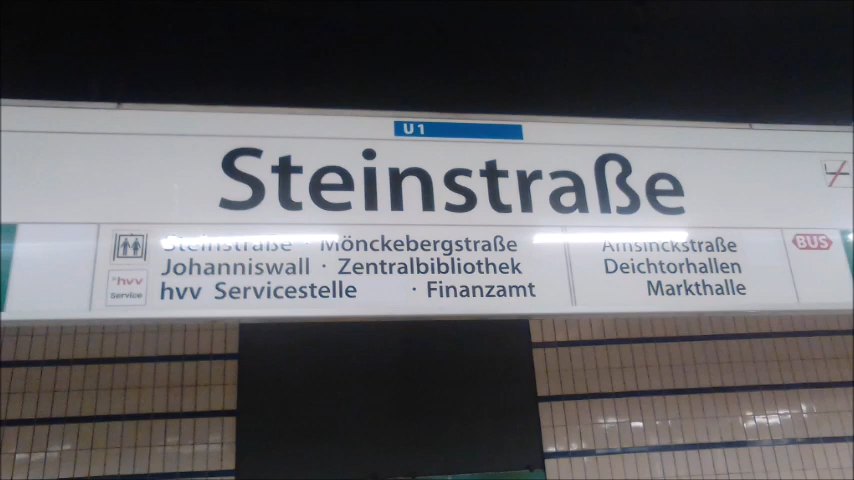 U1
Steinstraße
Steinstraße · Mönckebergstraße
Johanniswall · Zentralbibliothek
hvv Servicestelle · Finanzamt
hvv
Service
Amsinckstraße
Deichtorhallen
Markthalle
BUS